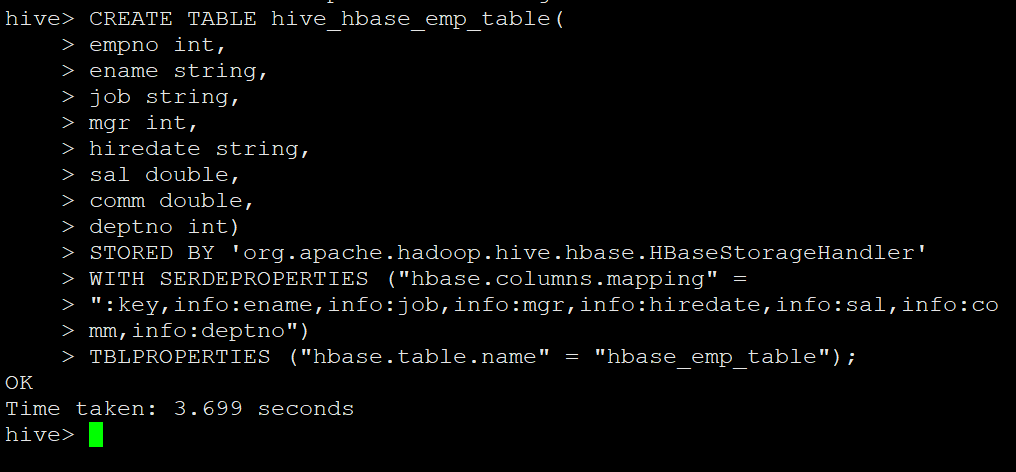 hive> CREATE TABLE hive_hbase_emp_table(
    > empno int,
    > ename string,
    > job string,
    > mgr int,
    > hiredate string,
    > sal double,
    > comm double,
    > deptno int)
    > STORED BY 'org.apache.hadoop.hive.hbase.HBaseStorageHandler'
    > WITH SERDEPROPERTIES ("hbase.columns.mapping" =
    > ":key,info:ename,info:job,info:mgr,info:hiredate,info:sal,info:co
    > mm,info:deptno")
    > TBLPROPERTIES ("hbase.table.name" = "hbase_emp_table");
OK
Time taken: 3.699 seconds
hive>